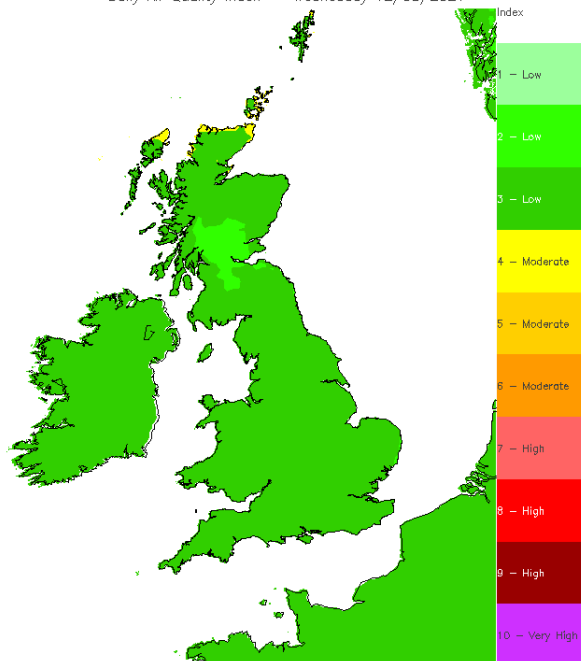 Index
1 - Low
2 - Low
3 - Low
4 - Moderate
5 - Moderate
6 - Moderate
7 - High
8 - High
9 - High
10 - Very High